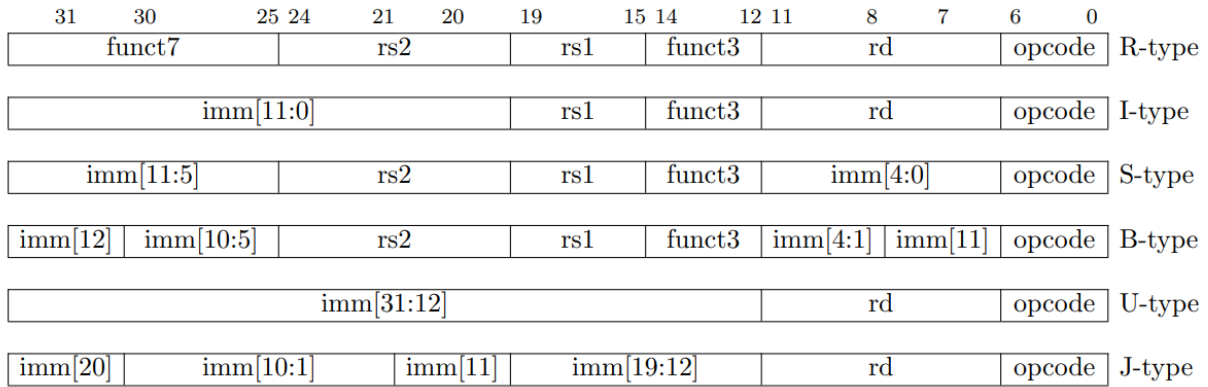 31 30 25 24 21 20 19 15 14 12 11 8 7 6 0
funct7 rs2 rs1 funct3 rd opcode R-type
imm[11:0] rs1 funct3 rd opcode I-type
imm[11:5] rs2 rs1 funct3 imm[4:0] opcode S-type
imm[12] imm[10:5] rs2 rs1 funct3 imm[4:1] imm[11] opcode B-type
imm[31:12] rd opcode U-type
imm[20] imm[10:1] imm[11] imm[19:12] rd opcode J-type